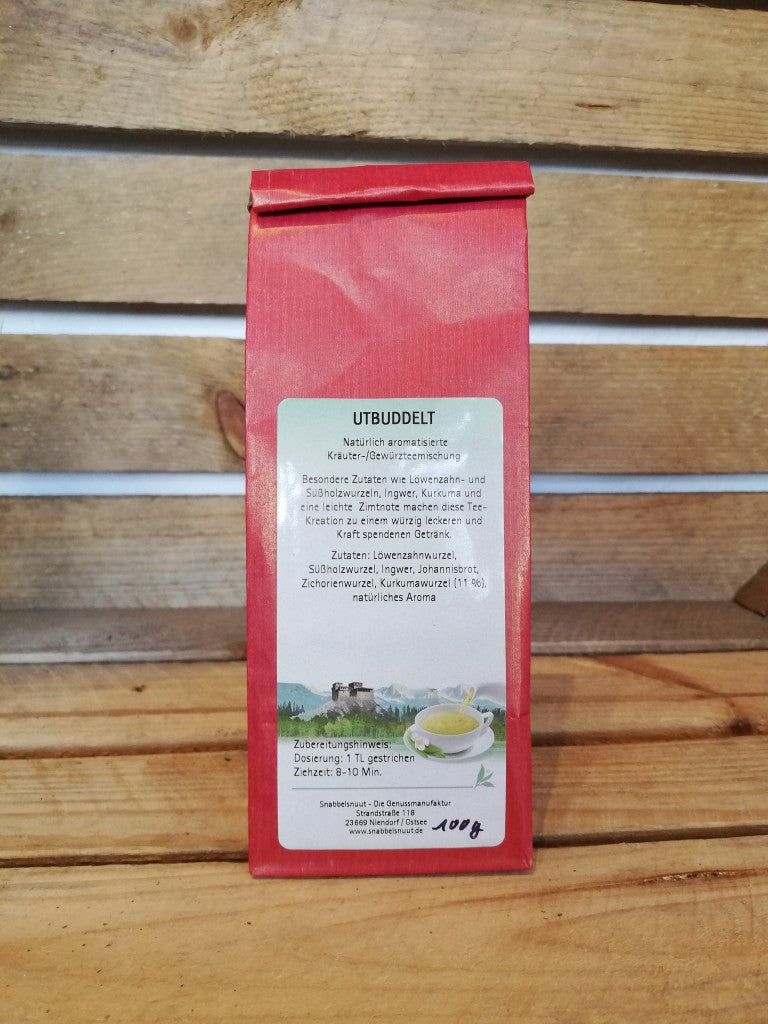 UTBUDDELT
Natürlich aromatisierte
Kräuter-/Gewürzteemischung
Besondere Zutaten wie Löwenzahn- und
Süßholzwurzeln, Ingwer, Kurkuma und
eine leichte Zimtnote machen diese Tee-
Kreation zu einem würzig leckeren und
Kraft spendenen Getränk.
Zutaten: Löwenzahnwurzel,
Süßholzwurzel, Ingwer, Johannisbrot,
Zichorienwurzel, Kurkumawurzel (11 %),
natürliches Aroma
Zubereitungshinweis:
Dosierung: 1 TL gestrichen
Ziehzeit: 8-10 Min.
Snabbelsnuut - Die Genussmanufaktur
Strandstraße 118
23669 Niendorf / Ostsee
www.snabbelsnuut.de 100g